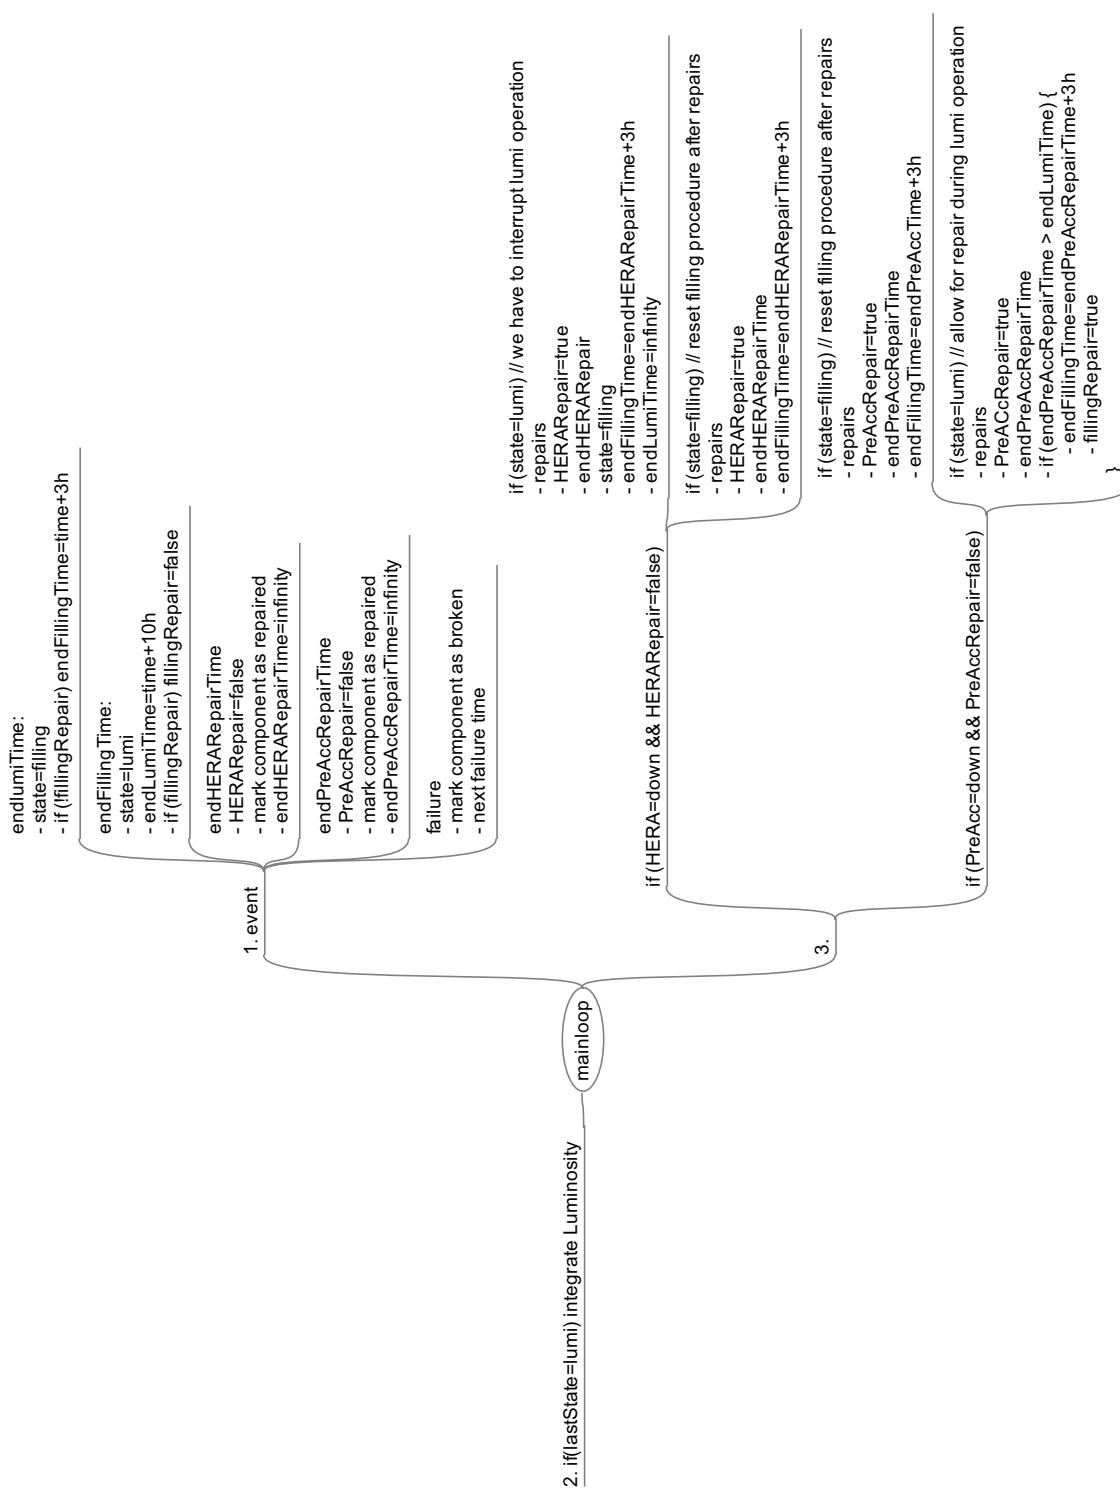 mainloop
1. event
endlumiTime:
- state=filling
- if (!fillingRepair) endFillingTime=time+3h
endFillingTime:
- state=lumi
- endLumiTime=time+10h
- if (fillingRepair) fillingRepair=false
endHERARepairTime
- HERARepair=false
- mark component as repaired
- endHERARepairTime=infinity
endPreAccRepairTime
- PreAccRepair=false
- mark component as repaired
- endPreAccRepairTime=infinity
failure
- mark component as broken
- next failure time
2. if(lastState=lumi) integrate Luminosity
3.
if (HERA=down && HERARepair=false)
if (state=lumi) // we have to interrupt lumi operation
- repairs
- HERARepair=true
- endHERARepair
- state=filling
- endFillingTime=endHERARepairTime+3h
- endLumiTime=infinity
if (state=filling) // reset filling procedure after repairs
- repairs
- HERARepair=true
- endHERARepairTime
- endFillingTime=endHERARepairTime+3h
if (PreAcc=down && PreAccRepair=false)
if (state=filling) // reset filling procedure after repairs
- repairs
- PreAccRepair=true
- endPreAccRepairTime
- endFillingTime=endPreAccTime+3h
if (state=lumi) // allow for repair during lumi operation
- repairs
- PreACcRepair=true
- endPreAccRepairTime
- if (endPreAccRepairTime > endLumiTime) {
- endFillingTime=endPreAccRepairTime+3h
- fillingRepair=true
}